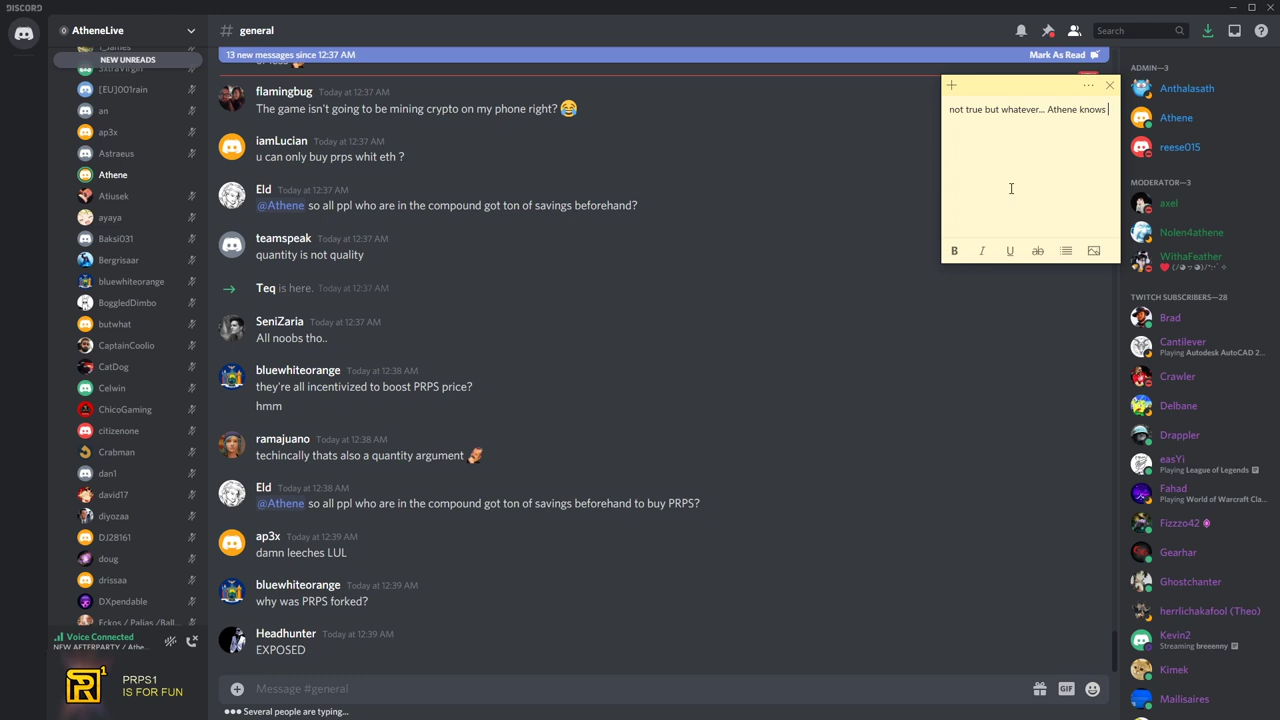 DISCORD
AtheneLive
# general
Search
NEW UNREADS
[EU]001rain
an
ap3x
Astraeus
Athene
Atiusek
ayaya
Baksi031
Bergrisaar
bluewhiteorange
BoggledDimbo
butwhat
CaptainCoolio
CatDog
Celwin
ChicoGaming
citizenone
Crabman
dan1
david17
diyozaa
DJ28161
doug
drissaa
DXpendable
Eckos / Palias /Ball...
Voice Connected
NEW AFTERPARTY / Athe...
PRPS1
IS FOR FUN
13 new messages since 12:37 AM
Mark As Read
flamingbug Today at 12:37 AM
The game isn't going to be mining crypto on my phone right? 😂
iamLucian Today at 12:37 AM
u can only buy prps whit eth ?
Eld Today at 12:37 AM
@Athene so all ppl who are in the compound got ton of savings beforehand?
teamspeak Today at 12:37 AM
quantity is not quality
Teq is here. Today at 12:37 AM
SeniZaria Today at 12:37 AM
All noobs tho..
bluewhiteorange Today at 12:38 AM
they're all incentivized to boost PRPS price?
hmm
ramajuano Today at 12:38 AM
techincally thats also a quantity argument
Eld Today at 12:38 AM
@Athene so all ppl who are in the compound got ton of savings beforehand to buy PRPS?
ap3x Today at 12:39 AM
damn leeches LUL
bluewhiteorange Today at 12:39 AM
why was PRPS forked?
Headhunter Today at 12:39 AM
EXPOSED
Message #general
GIF
Several people are typing...
not true but whatever... Athene knows
B I U ab
ADMIN—3
Anthalasath
Athene
reese015
MODERATOR—3
axel
Nolen4athene
WithaFeather
TWITCH SUBSCRIBERS—28
Brad
Cantilever
Playing Autodesk AutoCAD 2...
Crawler
Delbane
Drappler
easYi
Playing League of Legends
Fahad
Playing World of Warcraft Cla...
Fizzzo42
Gearhar
Ghostchanter
herrlichakafool (Theo)
Kevin2
Streaming breeenny
Kimek
Mailisaires